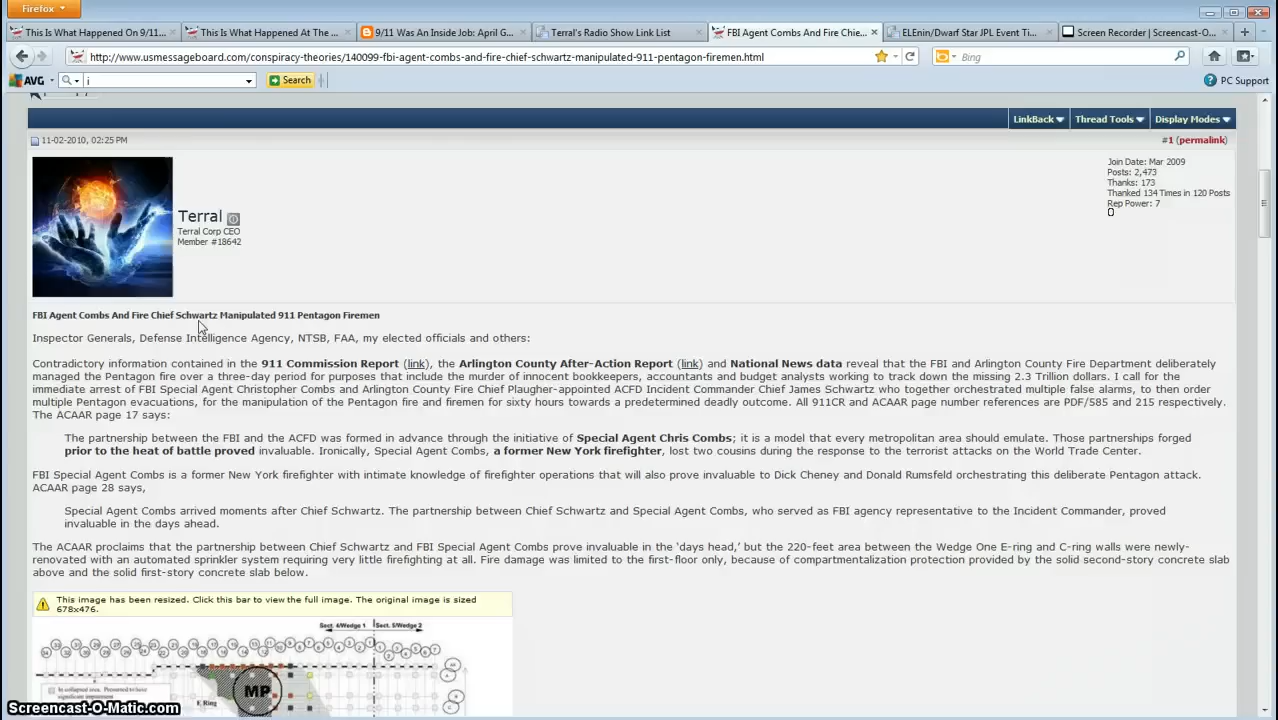 Firefox
This Is What Happened On 9/11...
This Is What Happened At The ...
9/11 Was An Inside Job: April G...
Terral's Radio Show Link List
FBI Agent Combs And Fire Chie...
ELEnin/Dwarf Star JPL Event Ti...
Screen Recorder | Screencast-O...
http://www.usmessageboard.com/conspiracy-theories/140099-fbi-agent-combs-and-fire-chief-schwartz-manipulated-911-pentagon-firemen.html
Bing
AVG
i
Search
PC Support
LinkBack
Thread Tools
Display Modes
11-02-2010, 02:25 PM
#1 (permalink)
Terral
Terral Corp CEO
Member #18642
Join Date: Mar 2009
Posts: 2,473
Thanks: 173
Thanked 134 Times in 120 Posts
Rep Power: 7
FBI Agent Combs And Fire Chief Schwartz Manipulated 911 Pentagon Firemen
Inspector Generals, Defense Intelligence Agency, NTSB, FAA, my elected officials and others:
Contradictory information contained in the 911 Commission Report (link), the Arlington County After-Action Report (link) and National News data reveal that the FBI and Arlington County Fire Department deliberately
managed the Pentagon fire over a three-day period for purposes that include the murder of innocent bookkeepers, accountants and budget analysts working to track down the missing 2.3 Trillion dollars. I call for the
immediate arrest of FBI Special Agent Christopher Combs and Arlington County Fire Chief Plaugher-appointed ACFD Incident Commander Chief James Schwartz who together orchestrated multiple false alarms, to then order
multiple Pentagon evacuations, for the manipulation of the Pentagon fire and firemen for sixty hours towards a predetermined deadly outcome. All 911CR and ACAAR page number references are PDF/585 and 215 respectively.
The ACAAR page 17 says:
The partnership between the FBI and the ACFD was formed in advance through the initiative of Special Agent Chris Combs; it is a model that every metropolitan area should emulate. Those partnerships forged
prior to the heat of battle proved invaluable. Ironically, Special Agent Combs, a former New York firefighter, lost two cousins during the response to the terrorist attacks on the World Trade Center.
FBI Special Agent Combs is a former New York firefighter with intimate knowledge of firefighter operations that will also prove invaluable to Dick Cheney and Donald Rumsfeld orchestrating this deliberate Pentagon attack.
ACAAR page 28 says,
Special Agent Combs arrived moments after Chief Schwartz. The partnership between Chief Schwartz and Special Agent Combs, who served as FBI agency representative to the Incident Commander, proved
invaluable in the days ahead.
The ACAAR proclaims that the partnership between Chief Schwartz and FBI Special Agent Combs prove invaluable in the ‘days head,’ but the 220-feet area between the Wedge One E-ring and C-ring walls were newly-
renovated with an automated sprinkler system requiring very little firefighting at all. Fire damage was limited to the first-floor only, because of compartmentalization protection provided by the solid second-story concrete slab
above and the solid first-story concrete slab below.
This image has been resized. Click this bar to view the full image. The original image is sized
678x476.
Sect. 4/Wedge 1
Sect. 5/Wedge 2
MP
E Ring
Screencast-O-Matic.com